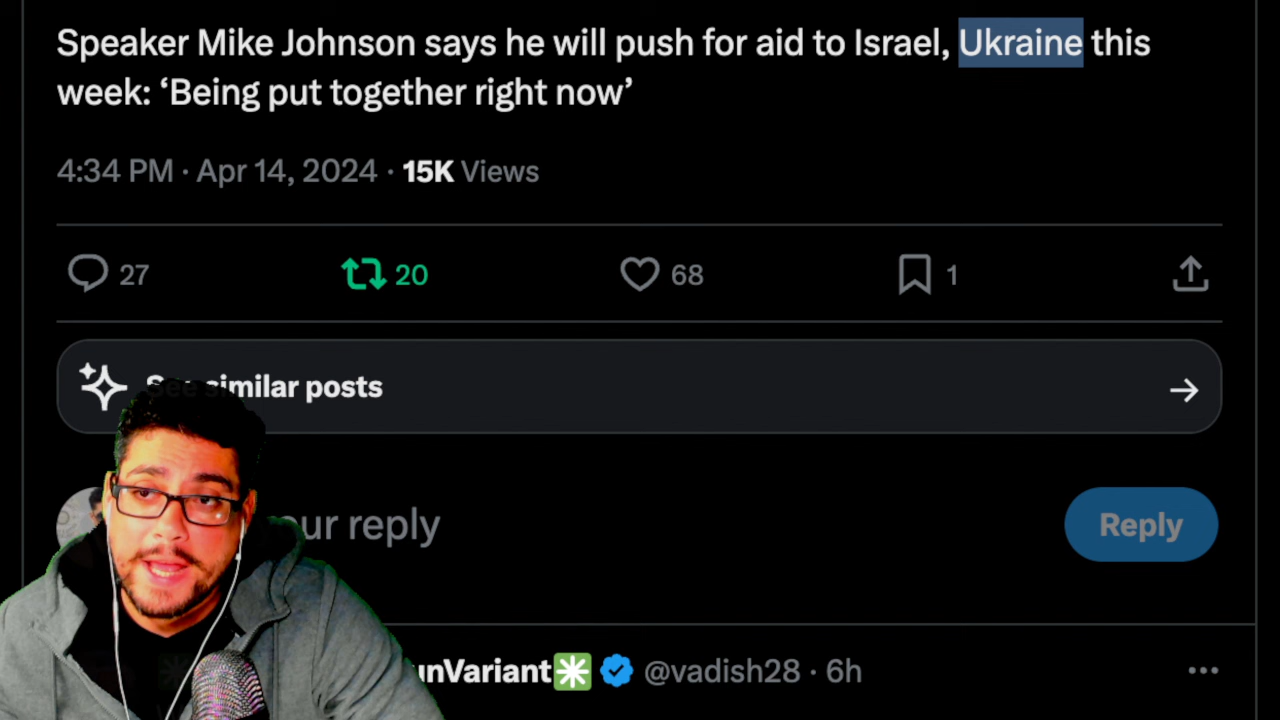 Speaker Mike Johnson says he will push for aid to Israel, Ukraine this
week: ‘Being put together right now’
4:34 PM · Apr 14, 2024 · 15K Views
27 20 68 1
See similar posts
our reply
Reply
unVariant @vadish28 · 6h